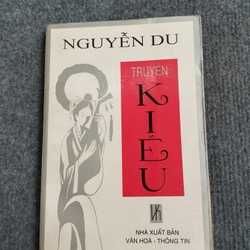 NGUYỄN DU
TRUYỆN
KIỀU
NHÀ XUẤT BẢN
VĂN HOÁ - THÔNG TIN